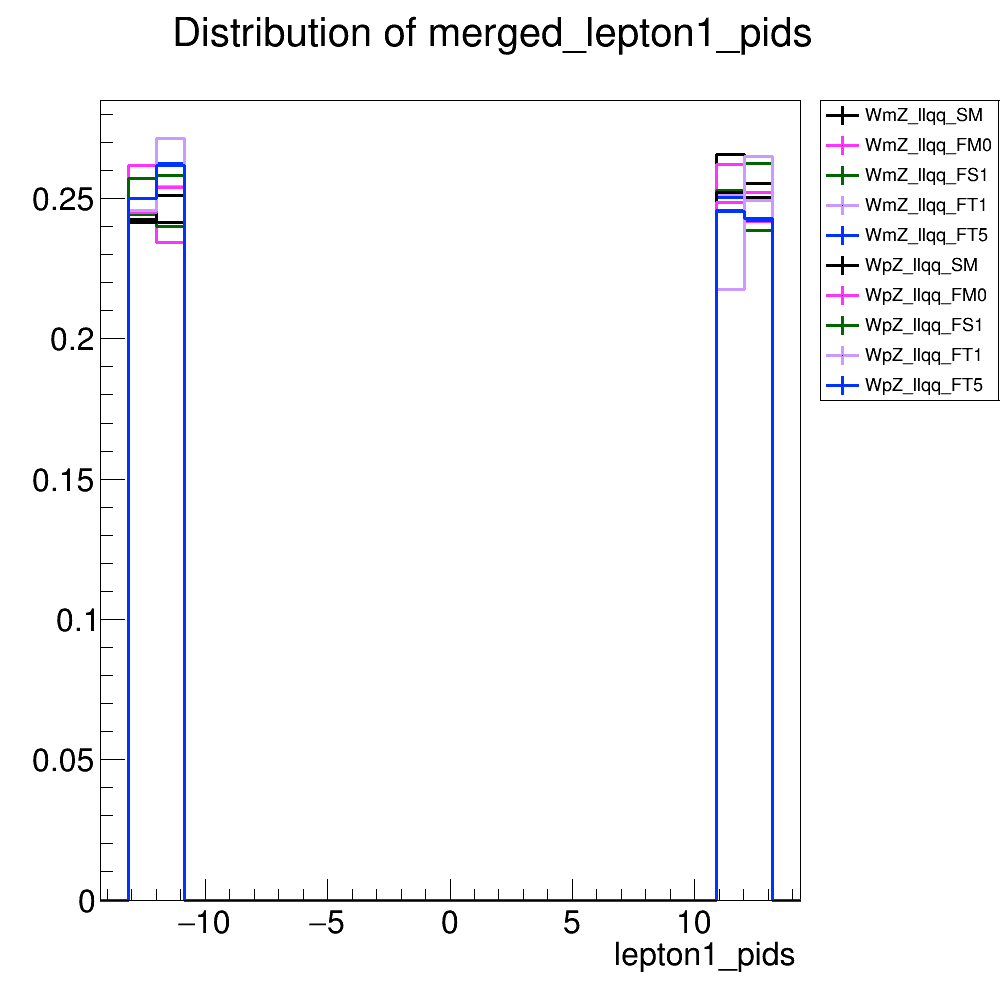 Distribution of merged_lepton1_pids
WmZ_llqq_SM
WmZ_llqq_FM0
WmZ_llqq_FS1
WmZ_llqq_FT1
WmZ_llqq_FT5
WpZ_llqq_SM
WpZ_llqq_FM0
WpZ_llqq_FS1
WpZ_llqq_FT1
WpZ_llqq_FT5
0.25
0.2
0.15
0.1
0.05
0
−10 −5 0 5 10
lepton1_pids